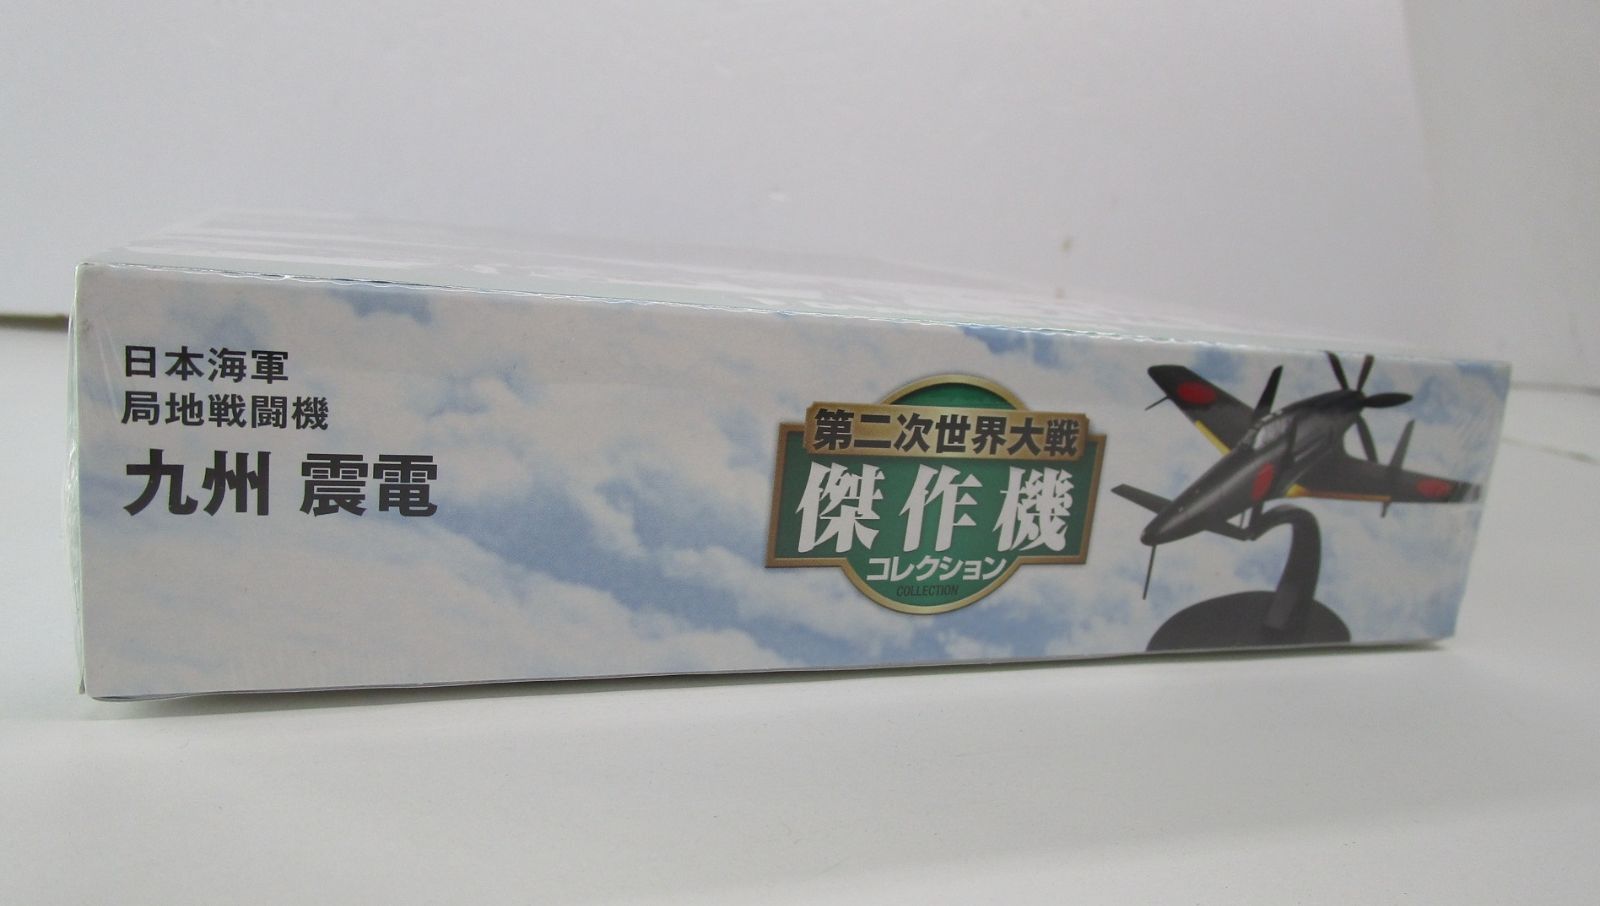 日本海軍
局地戦闘機
九州 震電
第二次世界大戦
傑作機
コレクション
COLLECTION